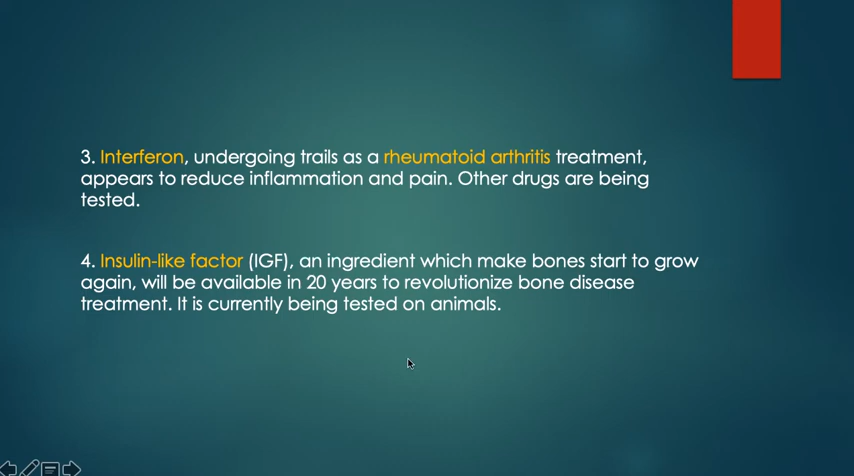 3. Interferon, undergoing trails as a rheumatoid arthritis treatment,
appears to reduce inflammation and pain. Other drugs are being
tested.
4. Insulin-like factor (IGF), an ingredient which make bones start to grow
again, will be available in 20 years to revolutionize bone disease
treatment. It is currently being tested on animals.